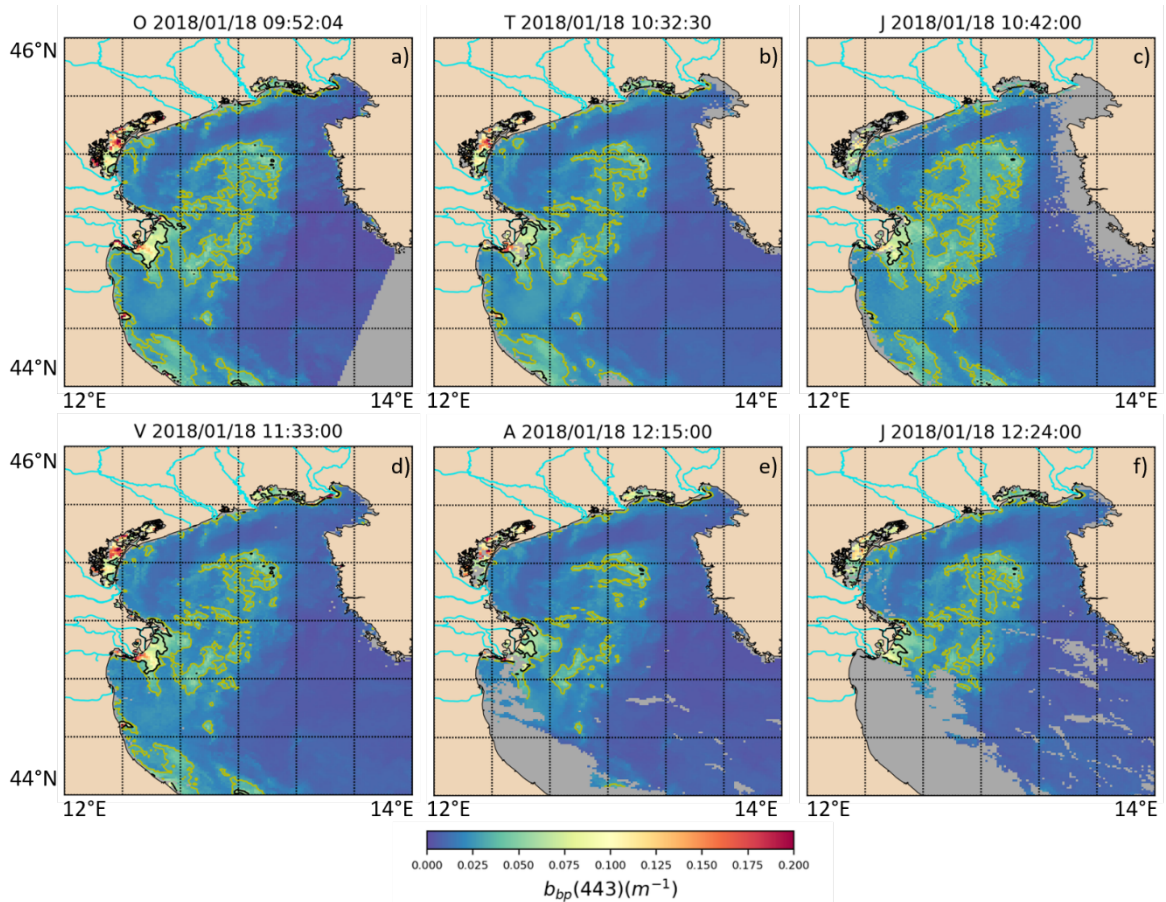 O 2018/01/18 09:52:04
T 2018/01/18 10:32:30
J 2018/01/18 10:42:00
46°N
a)
b)
c)
44°N
12°E
14°E
12°E
14°E
12°E
14°E
V 2018/01/18 11:33:00
A 2018/01/18 12:15:00
J 2018/01/18 12:24:00
46°N
d)
e)
f)
44°N
12°E
14°E
12°E
14°E
12°E
14°E
0.000 0.025 0.050 0.075 0.100 0.125 0.150 0.175 0.200
b_{bp}(443)(m^{-1})